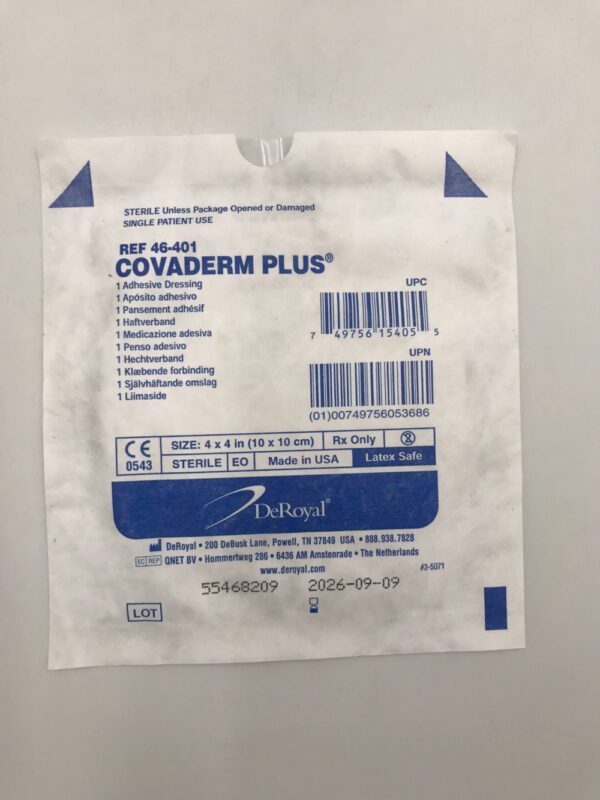 STERILE Unless Package Opened or Damaged
SINGLE PATIENT USE
REF 46-401
COVADERM PLUS®
1 Adhesive Dressing
1 Apósito adhesivo
1 Pansement adhésif
1 Haftverband
1 Medicazione adesiva
1 Penso adesivo
1 Hechtverband
1 Klæbende forbinding
1 Självhäftande omslag
1 Liimaside
UPC
7 49756 15405 5
UPN
(01)00749756053686
CE 0543
SIZE: 4 x 4 in (10 x 10 cm) Rx Only 2
STERILE EO Made in USA Latex Safe
DeRoyal®
DeRoyal • 200 DeBusk Lane, Powell, TN 37849 USA • 888.938.7828
EC REP QNET BV • Hommertweg 286 • 6436 AM Amstenrade • The Netherlands
www.deroyal.com
#3-5071
55468209 2026-09-09
LOT